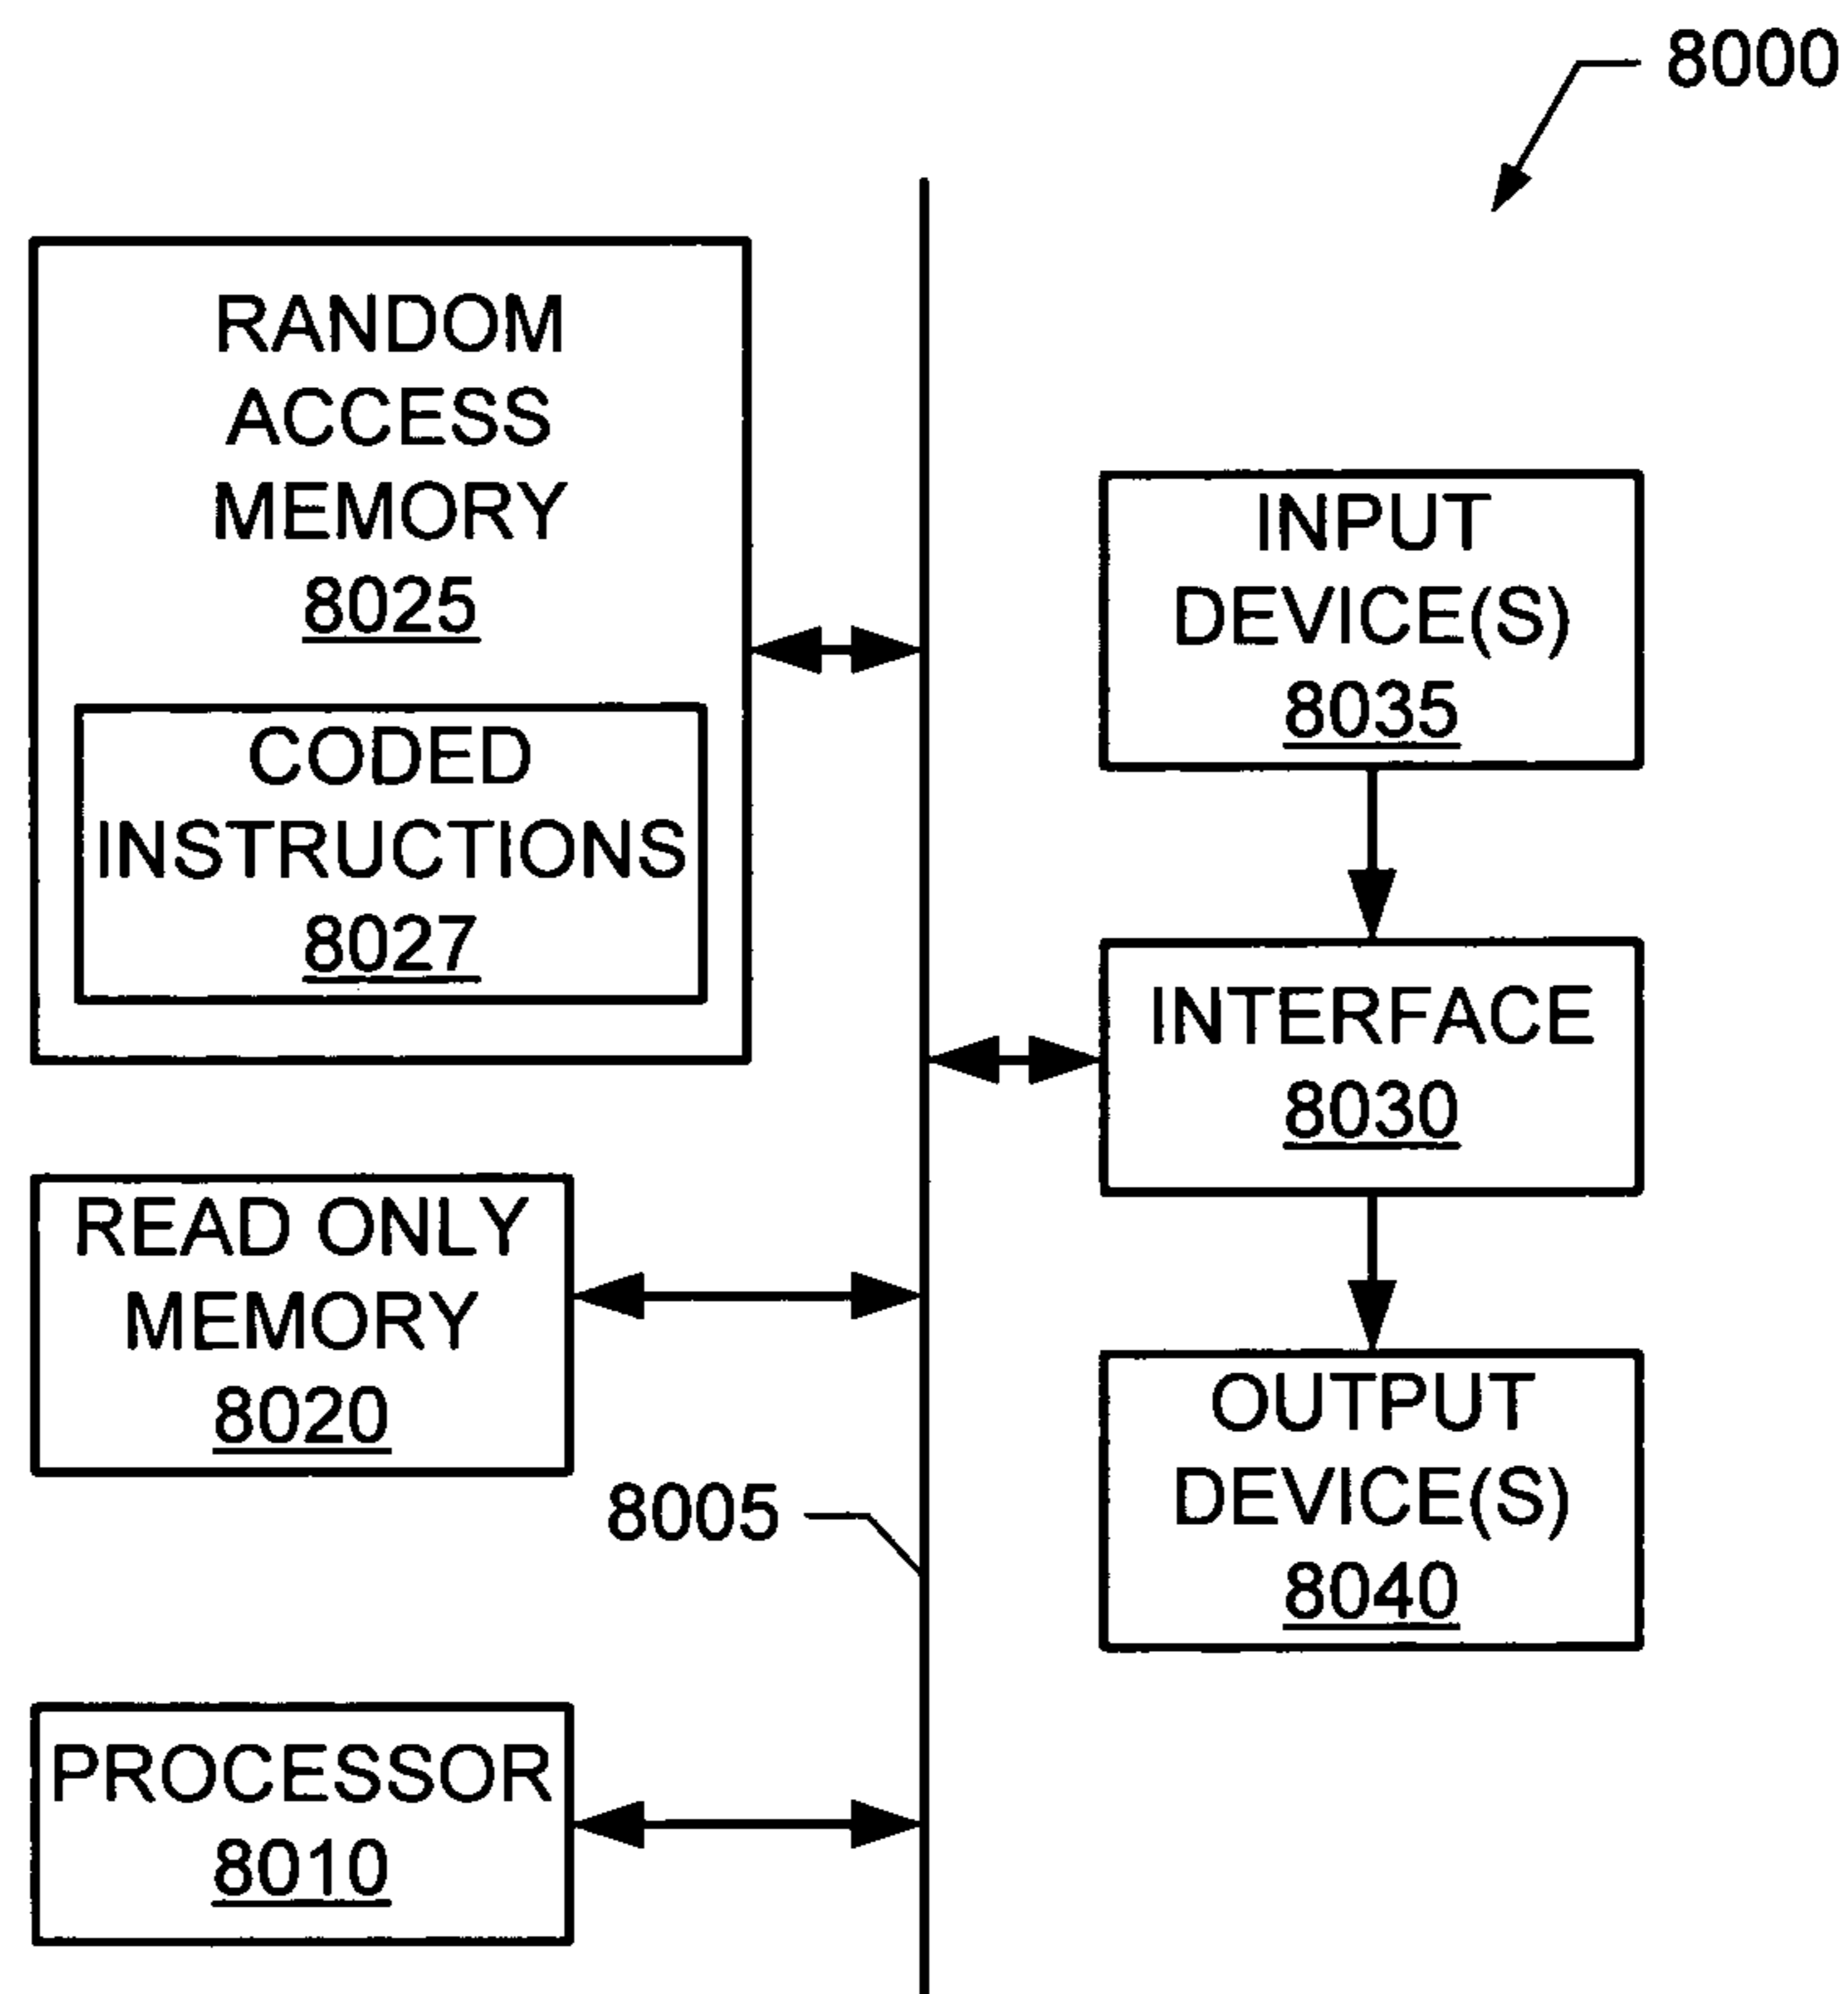 8000
RANDOM
ACCESS
MEMORY
8025
CODED
INSTRUCTIONS
8027
READ ONLY
MEMORY
8020
8005
PROCESSOR
8010
INPUT
DEVICE(S)
8035
INTERFACE
8030
OUTPUT
DEVICE(S)
8040